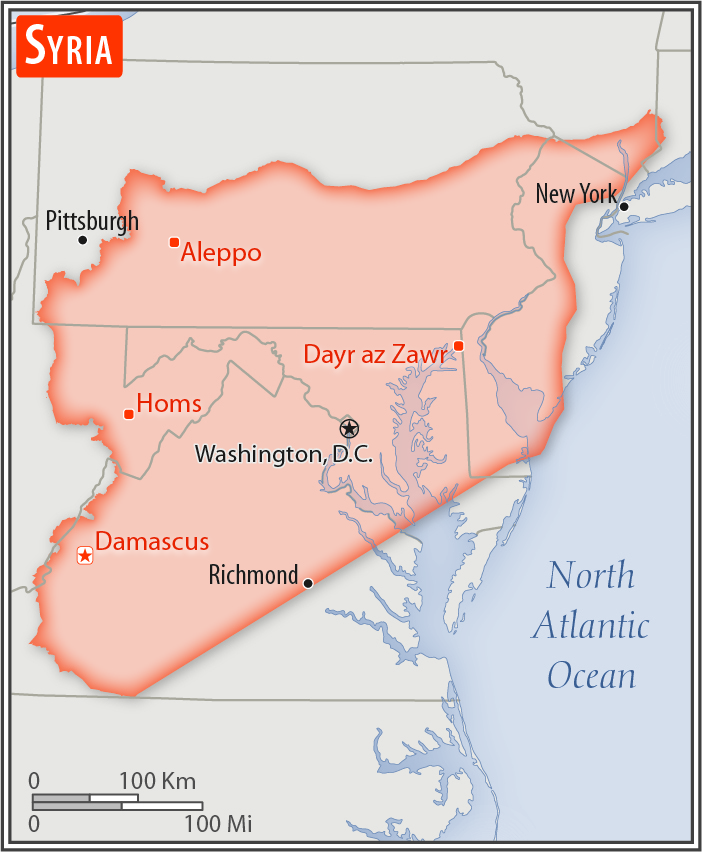 SYRIA
New York
Pittsburgh
Aleppo
Dayr az Zawr
Homs
Washington, D.C.
Damascus
Richmond
North
Atlantic
Ocean
0 100 Km
0 100 Mi